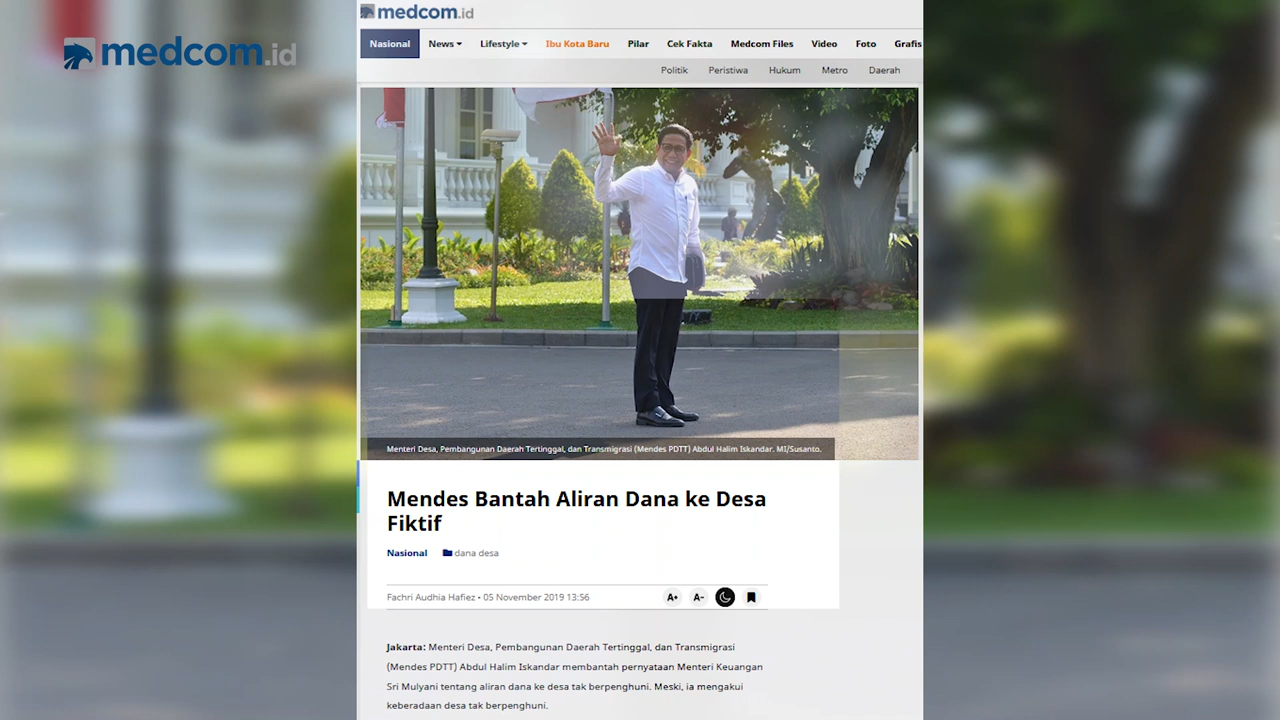 medcom.id
medcom.id
Nasional News Lifestyle Ibu Kota Baru Pilar Cek Fakta Medcom Files Video Foto Grafis
Politik Peristiwa Hukum Metro Daerah
Menteri Desa, Pembangunan Daerah Tertinggal, dan Transmigrasi (Mendes PDTT) Abdul Halim Iskandar. MI/Susanto.
Mendes Bantah Aliran Dana ke Desa
Fiktif
Nasional dana desa
Fachri Audhia Hafiez • 05 November 2019 13:56 A+ A-
Jakarta: Menteri Desa, Pembangunan Daerah Tertinggal, dan Transmigrasi
(Mendes PDTT) Abdul Halim Iskandar membantah pernyataan Menteri Keuangan
Sri Mulyani tentang aliran dana ke desa tak berpenghuni. Meski, ia mengakui
keberadaan desa tak berpenghuni.